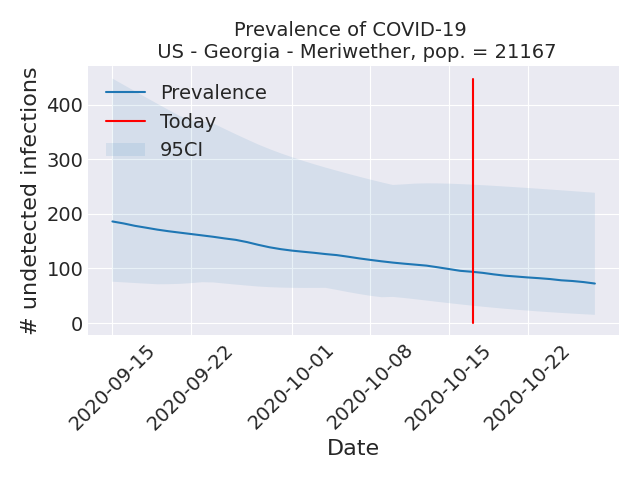 Prevalence of COVID-19
US - Georgia - Meriwether, pop. = 21167
# undetected infections
400
300
200
100
0
Prevalence
Today
95CI
2020-09-15
2020-09-22
2020-10-01
2020-10-08
2020-10-15
2020-10-22
Date